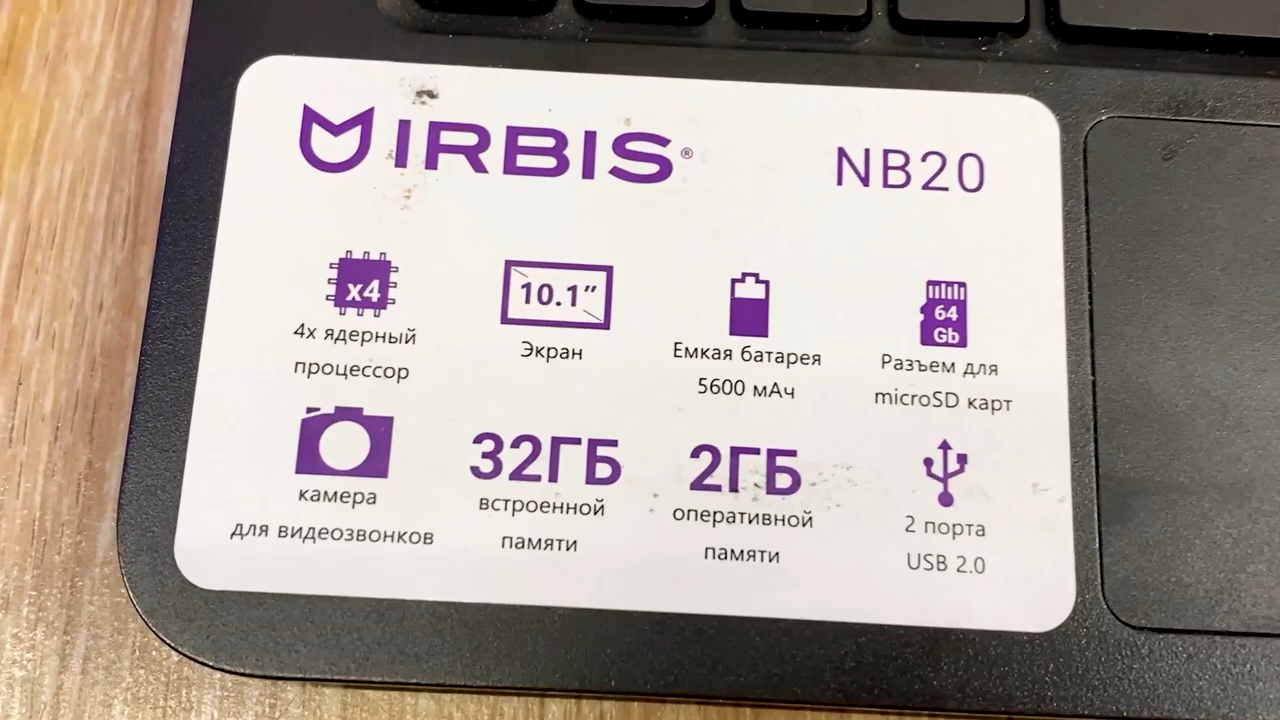 IRBIS®
NB20
x4
4х ядерный
процессор
10.1”
Экран
Емкая батарея
5600 мАч
64
Gb
Разъем для
microSD карт
камера
для видеозвонков
32ГБ
встроенной
памяти
2ГБ
оперативной
памяти
2 порта
USB 2.0